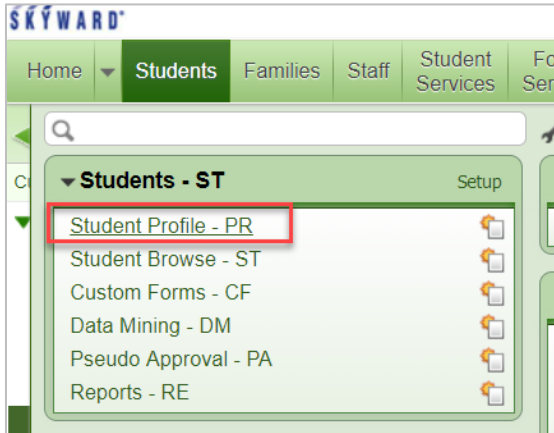 SKYWARD
Home Students Families Staff Student Services
Students - ST Setup
Student Profile - PR
Student Browse - ST
Custom Forms - CF
Data Mining - DM
Pseudo Approval - PA
Reports - RE